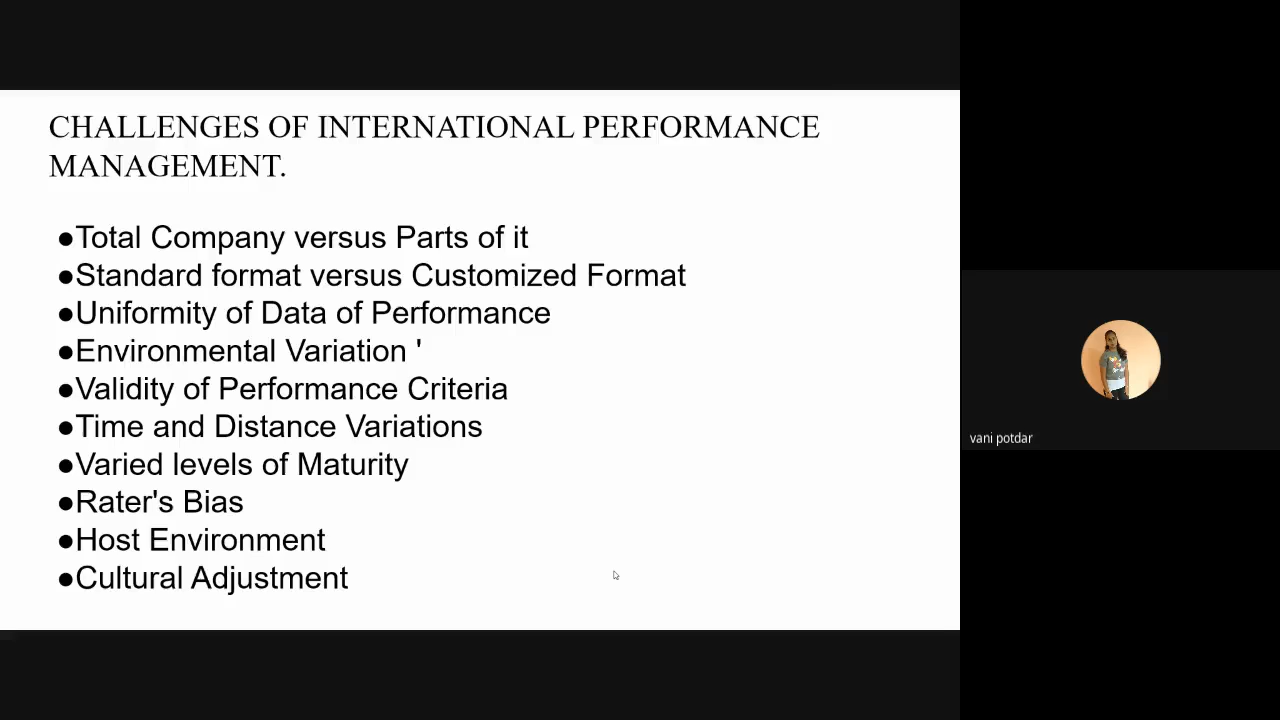 CHALLENGES OF INTERNATIONAL PERFORMANCE
MANAGEMENT.
●Total Company versus Parts of it
●Standard format versus Customized Format
●Uniformity of Data of Performance
●Environmental Variation '
●Validity of Performance Criteria
●Time and Distance Variations
●Varied levels of Maturity
●Rater's Bias
●Host Environment
●Cultural Adjustment
vani potdar